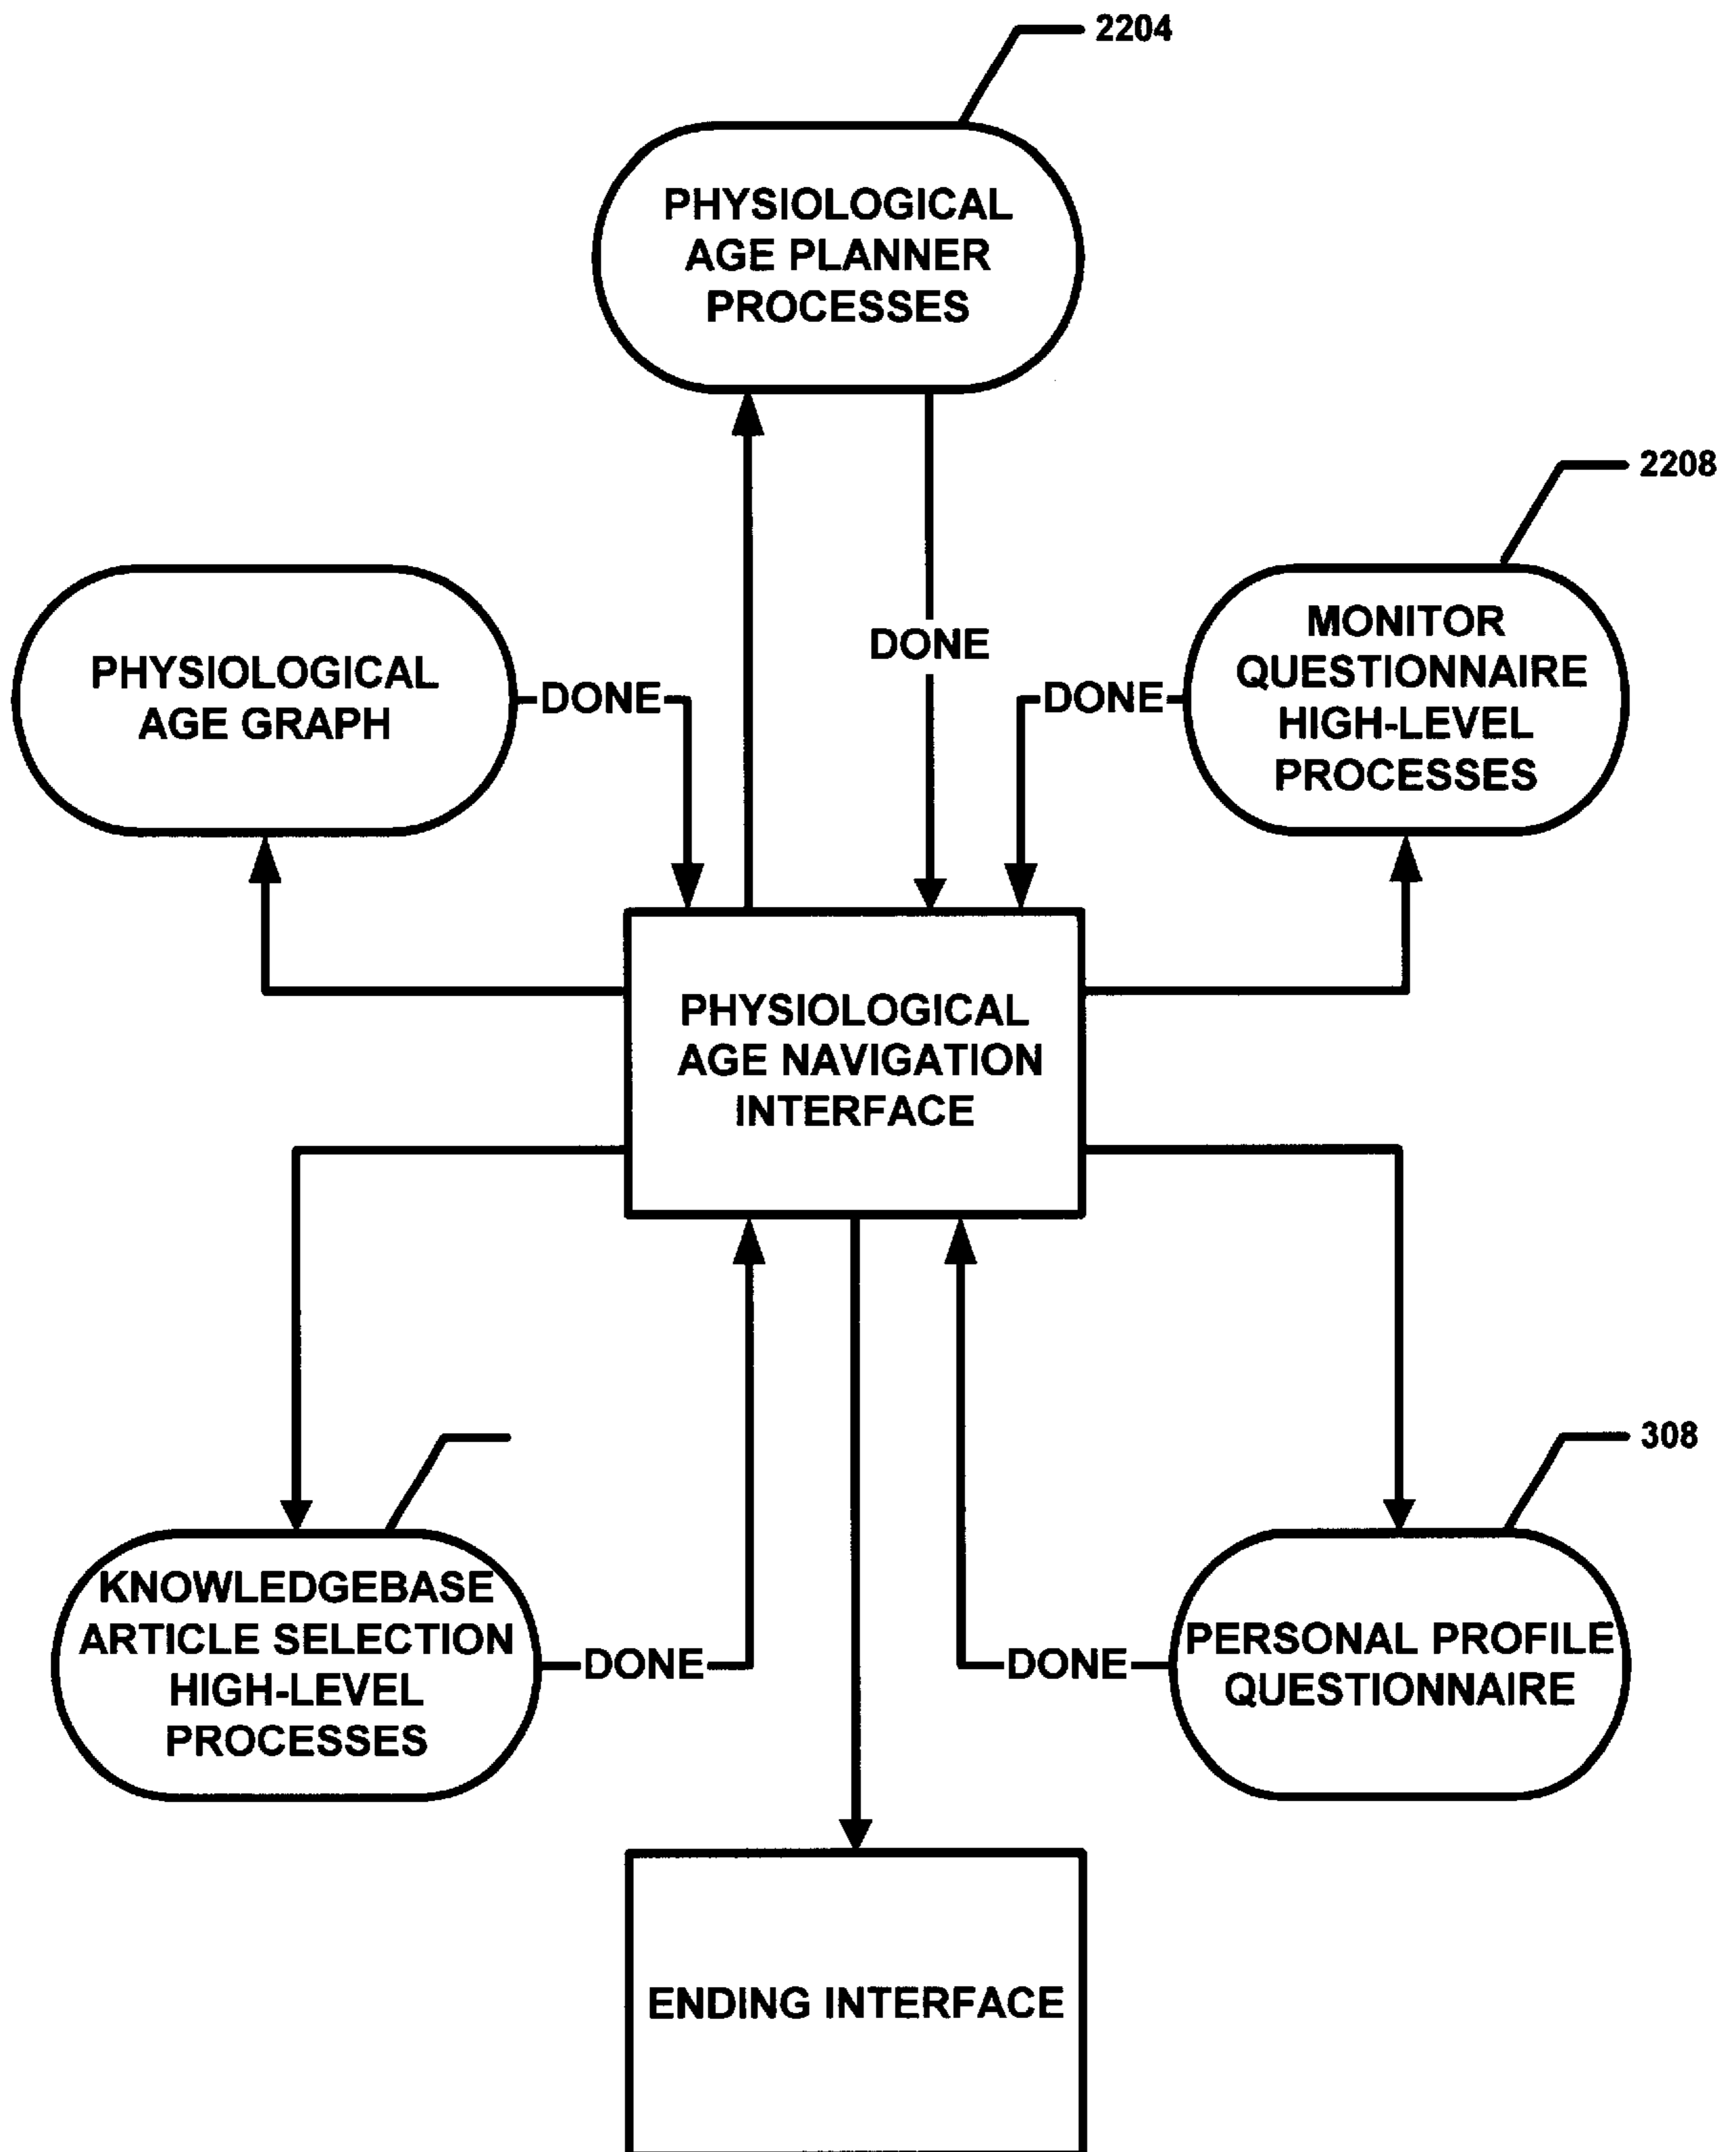 2204
PHYSIOLOGICAL
AGE PLANNER
PROCESSES
2208
DONE
MONITOR
QUESTIONNAIRE
HIGH-LEVEL
PROCESSES
PHYSIOLOGICAL
AGE GRAPH
DONE
DONE
PHYSIOLOGICAL
AGE NAVIGATION
INTERFACE
308
KNOWLEDGEBASE
ARTICLE SELECTION
HIGH-LEVEL
PROCESSES
DONE
DONE
PERSONAL PROFILE
QUESTIONNAIRE
ENDING INTERFACE